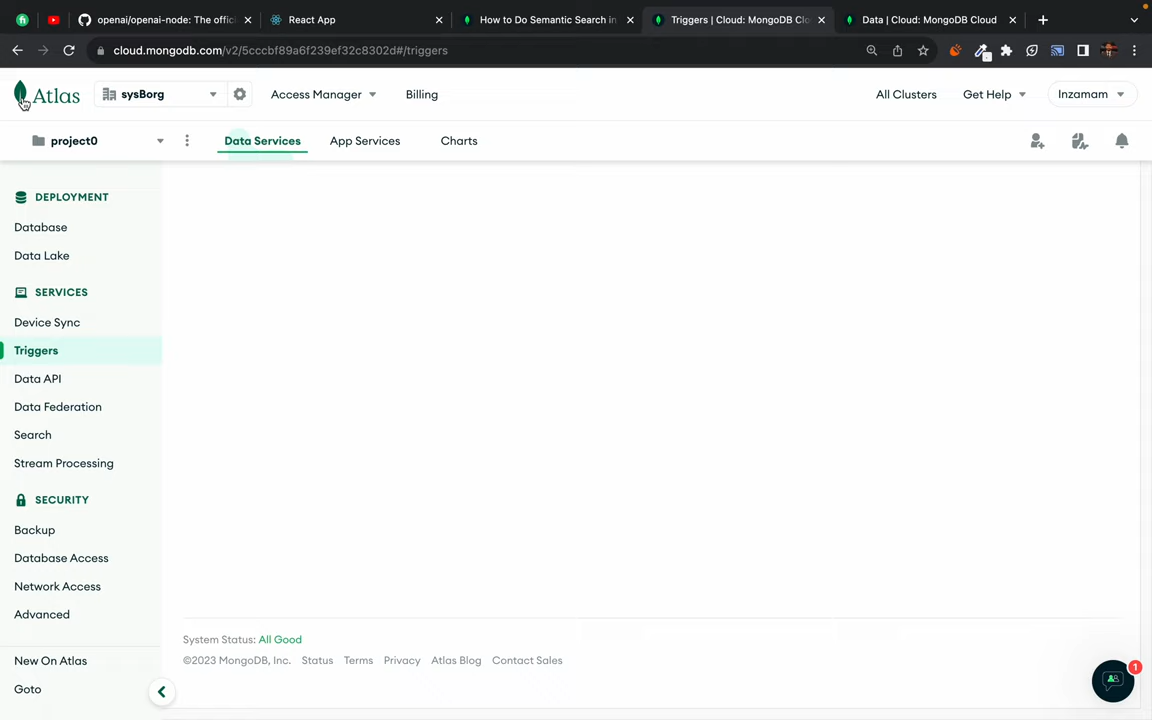 openai/openai-node: The offici
React App
How to Do Semantic Search in
Triggers | Cloud: MongoDB Clo
Data | Cloud: MongoDB Cloud
cloud.mongodb.com/v2/5cccbf89a6f239ef32c8302d#/triggers
Atlas
sysBorg
Access Manager
Billing
All Clusters
Get Help
Inzamam
project0
Data Services
App Services
Charts
DEPLOYMENT
Database
Data Lake
SERVICES
Device Sync
Triggers
Data API
Data Federation
Search
Stream Processing
SECURITY
Backup
Database Access
Network Access
Advanced
New On Atlas
Goto
System Status: All Good
©2023 MongoDB, Inc. Status Terms Privacy Atlas Blog Contact Sales
1